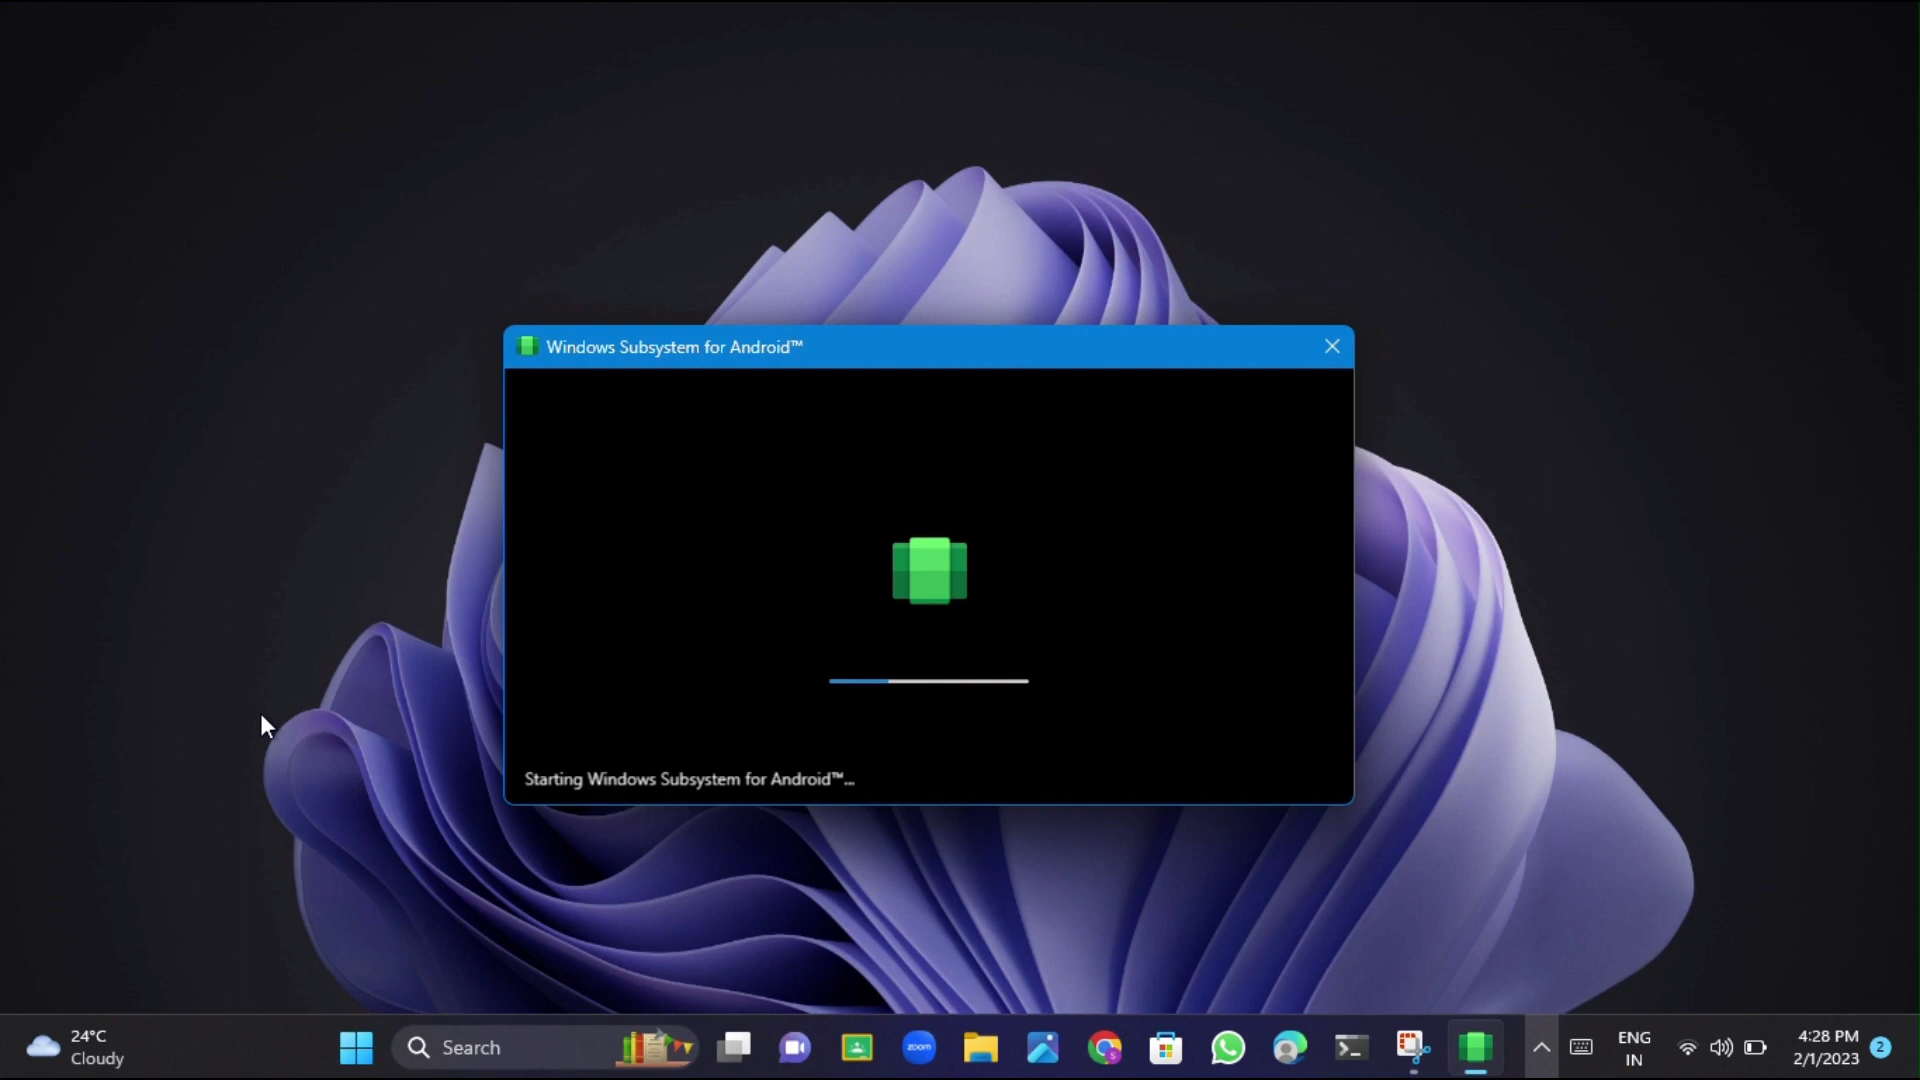 Windows Subsystem for Android™
Starting Windows Subsystem for Android™...
24°C
Cloudy
Search
zoom
S
ENG
IN
4:28 PM
2/1/2023
2